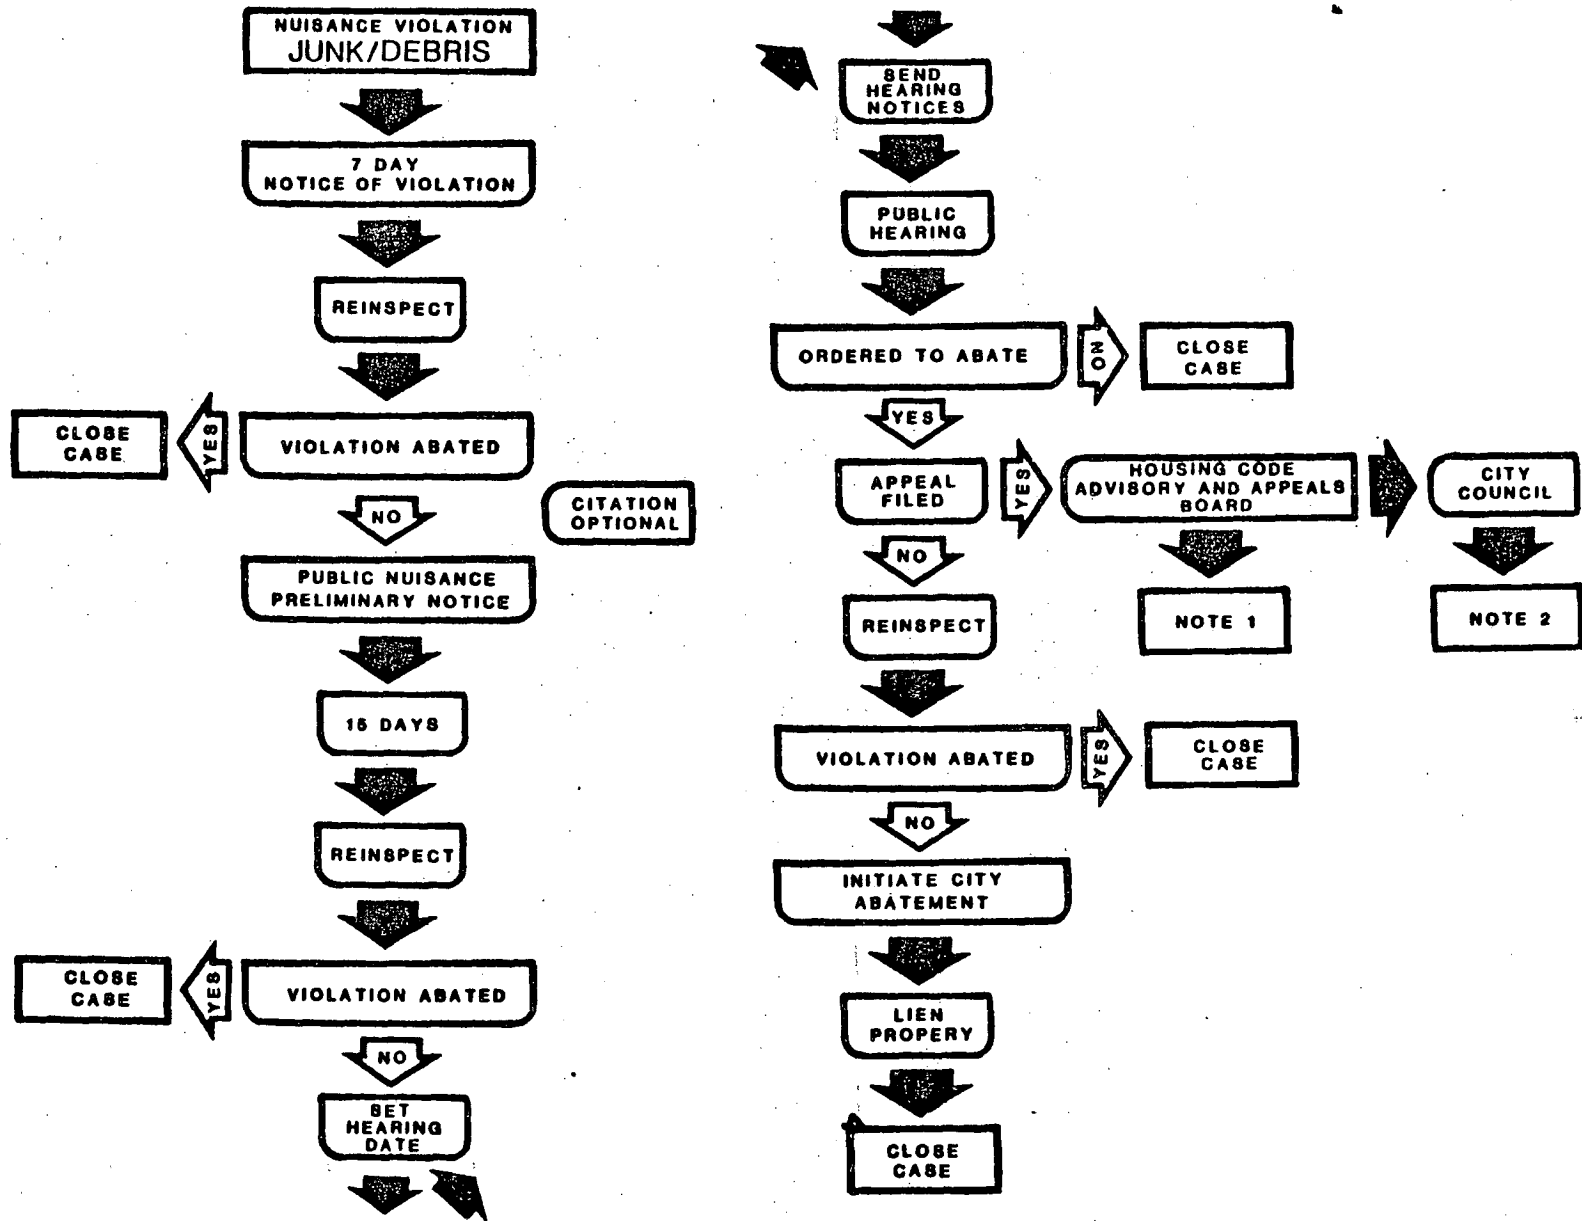 NUISANCE VIOLATION
JUNK/DEBRIS
7 DAY
NOTICE OF VIOLATION
REINSPECT
VIOLATION ABATED
YES
CLOSE
CASE
NO
CITATION
OPTIONAL
PUBLIC NUISANCE
PRELIMINARY NOTICE
15 DAYS
REINSPECT
VIOLATION ABATED
YES
CLOSE
CASE
NO
SET
HEARING
DATE
SEND
HEARING
NOTICES
PUBLIC
HEARING
ORDERED TO ABATE
NO
CLOSE
CASE
YES
APPEAL
FILED
YES
HOUSING CODE
ADVISORY AND APPEALS
BOARD
CITY
COUNCIL
NO
NOTE 1
NOTE 2
REINSPECT
VIOLATION ABATED
YES
CLOSE
CASE
NO
INITIATE CITY
ABATEMENT
LIEN
PROPERY
CLOSE
CASE